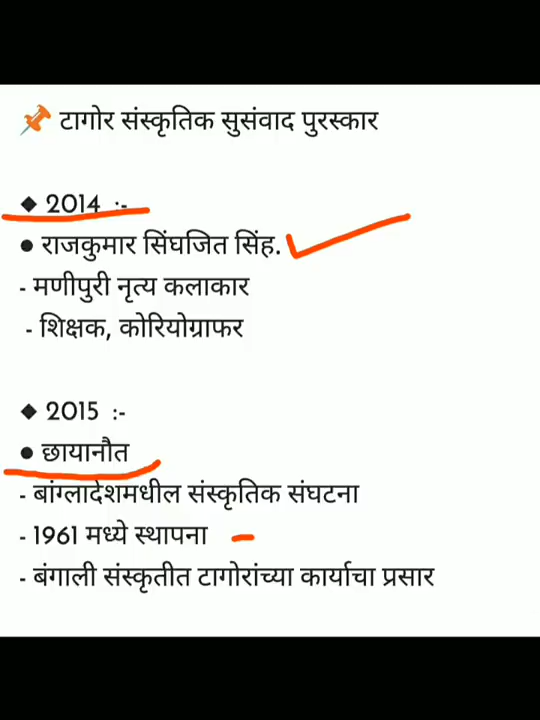 📌 टागोर संस्कृतिक सुसंवाद पुरस्कार
◆ 2014 :-
● राजकुमार सिंघजित सिंह.
- मणीपुरी नृत्य कलाकार
- शिक्षक, कोरियोग्राफर
◆ 2015 :-
● छायानौत
- बांग्लादेशमधील संस्कृतिक संघटना
- 1961 मध्ये स्थापना
- बंगाली संस्कृतीत टागोरांच्या कार्याचा प्रसार